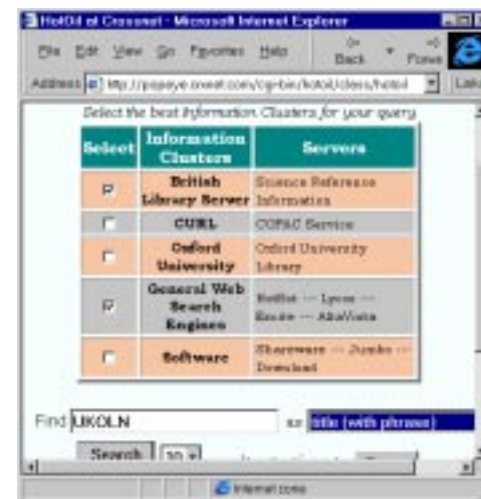 HotOil at Crossnet - Microsoft Internet Explorer
File Edit View Go Favorites Help
Back
Address
Select the best Information Clusters for your query
Select Information Clusters Servers
British Library Server Science Reference Information
CURL COPAC Service
Oxford University Oxford University Library
General Web Search Engines HotBot --- Lycos --- Excite --- AltaVista
Software Shareware --- Jumbo ---
Find UKOLN as title (with phrase)
Search
Internet zone